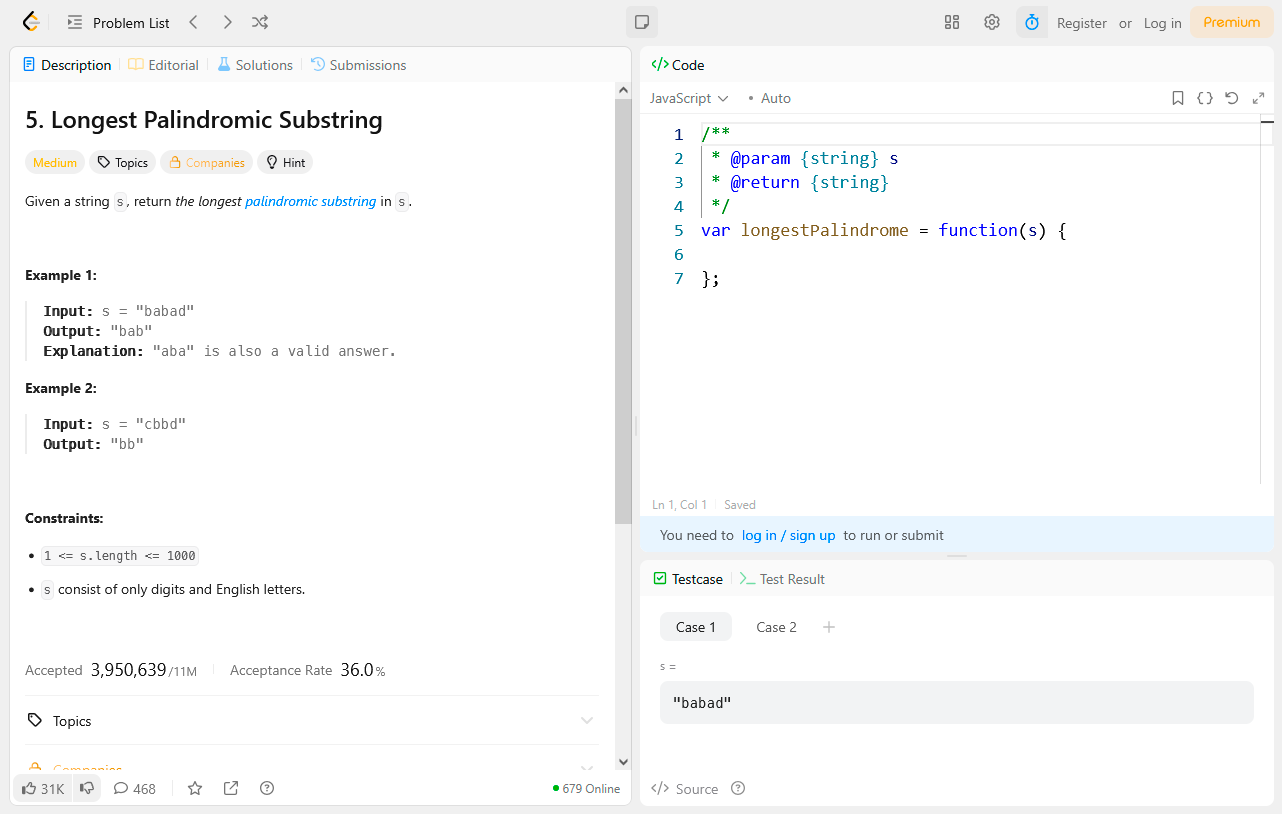 Problem List
Register or Log in Premium
Description Editorial Solutions Submissions
5. Longest Palindromic Substring
Medium Topics Companies Hint
Given a string s, return the longest palindromic substring in s.
Example 1:
Input: s = "babad"
Output: "bab"
Explanation: "aba" is also a valid answer.
Example 2:
Input: s = "cbbd"
Output: "bb"
Constraints:
• 1 <= s.length <= 1000
• s consist of only digits and English letters.
Accepted 3,950,639/11M Acceptance Rate 36.0%
Topics
Companies
31K 468 679 Online
</> Code
JavaScript • Auto
1 /**
2 * @param {string} s
3 * @return {string}
4 */
5 var longestPalindrome = function(s) {
6
7 };
Ln 1, Col 1 Saved
You need to log in / sign up to run or submit
Testcase Test Result
Case 1 Case 2 +
s =
"babad"
</> Source